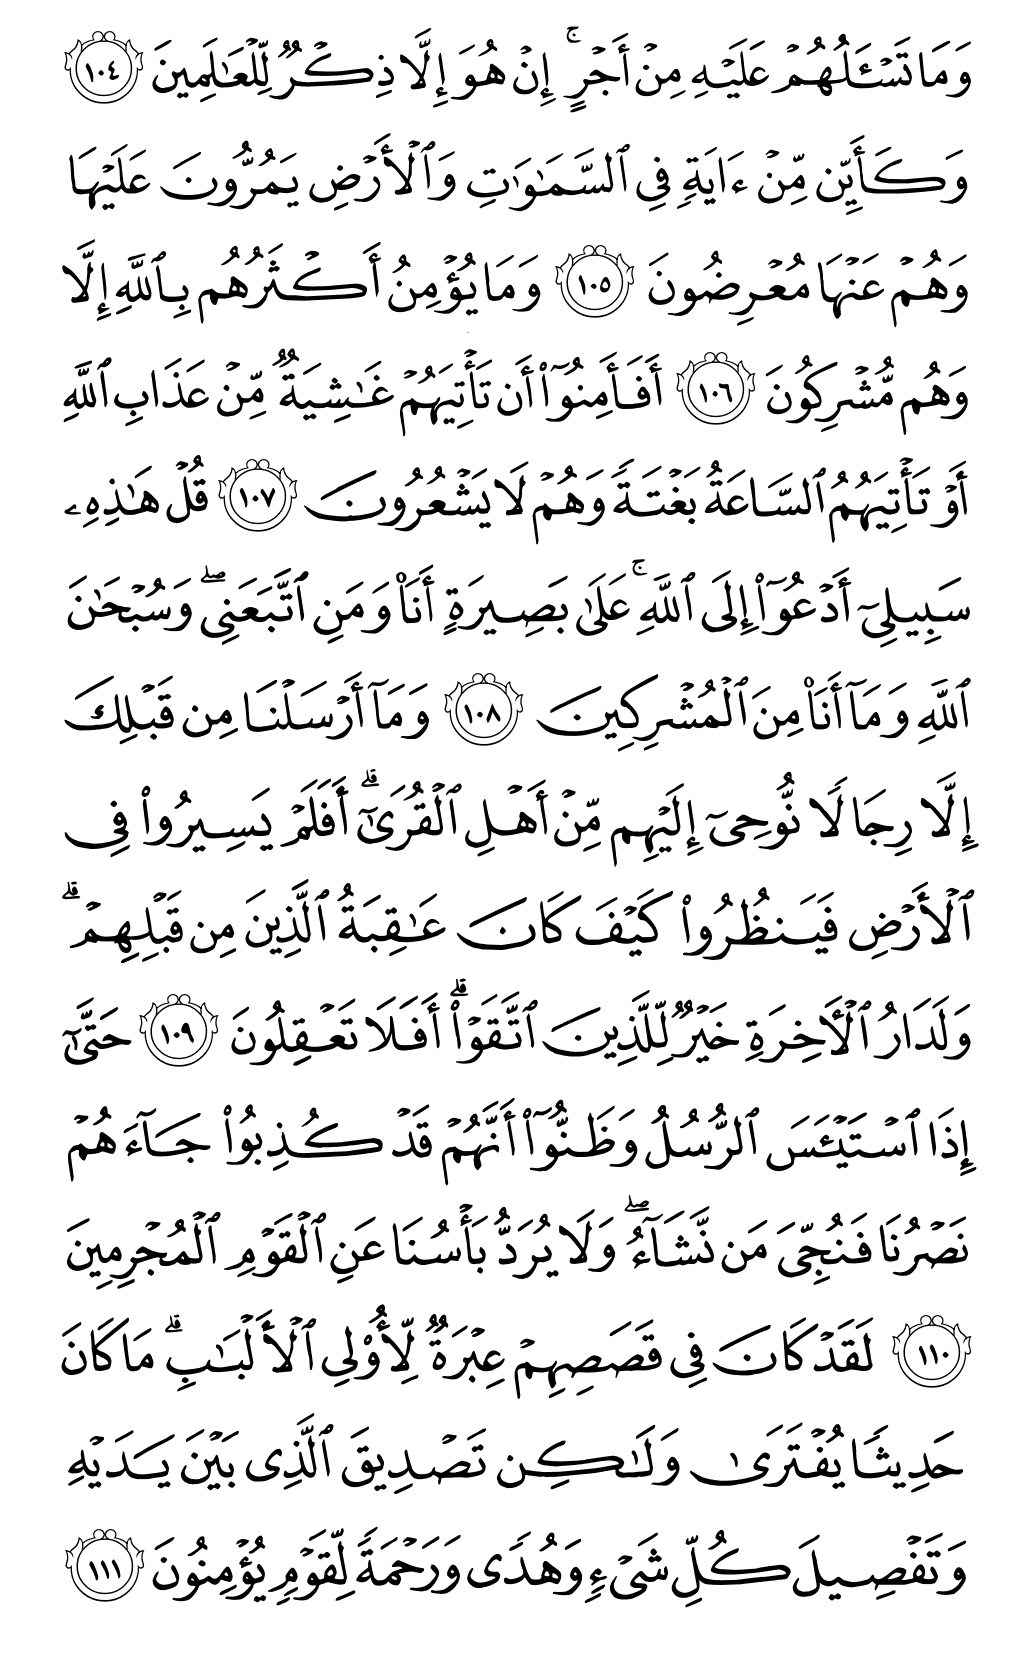 وَمَا تَسْـَٔلُهُمْ عَلَيْهِ مِنْ أَجْرٍ ۚ إِنْ هُوَ إِلَّا ذِكْرٌ لِّلْعَـٰلَمِينَ ١٠٤
وَكَأَيِّن مِّنْ ءَايَةٍ فِى ٱلسَّمَـٰوَٰتِ وَٱلْأَرْضِ يَمُرُّونَ عَلَيْهَا
وَهُمْ عَنْهَا مُعْرِضُونَ ١٠٥ وَمَا يُؤْمِنُ أَكْثَرُهُم بِٱللَّهِ إِلَّا
وَهُم مُّشْرِكُونَ ١٠٦ أَفَأَمِنُوٓا۟ أَن تَأْتِيَهُمْ غَـٰشِيَةٌ مِّنْ عَذَابِ ٱللَّهِ
أَوْ تَأْتِيَهُمُ ٱلسَّاعَةُ بَغْتَةً وَهُمْ لَا يَشْعُرُونَ ١٠٧ قُلْ هَـٰذِهِۦ
سَبِيلِىٓ أَدْعُوٓا۟ إِلَى ٱللَّهِ ۚ عَلَىٰ بَصِيرَةٍ أَنَا۠ وَمَنِ ٱتَّبَعَنِى ۖ وَسُبْحَـٰنَ
ٱللَّهِ وَمَآ أَنَا۠ مِنَ ٱلْمُشْرِكِينَ ١٠٨ وَمَآ أَرْسَلْنَا مِن قَبْلِكَ
إِلَّا رِجَالًا نُّوحِىٓ إِلَيْهِم مِّنْ أَهْلِ ٱلْقُرَىٰٓ ۗ أَفَلَمْ يَسِيرُوا۟ فِى
ٱلْأَرْضِ فَيَنظُرُوا۟ كَيْفَ كَانَ عَـٰقِبَةُ ٱلَّذِينَ مِن قَبْلِهِمْ ۗ
وَلَدَارُ ٱلْـَٔاخِرَةِ خَيْرٌ لِّلَّذِينَ ٱتَّقَوْا۟ ۗ أَفَلَا تَعْقِلُونَ ١٠٩ حَتَّىٰٓ
إِذَا ٱسْتَيْـَٔسَ ٱلرُّسُلُ وَظَنُّوٓا۟ أَنَّهُمْ قَدْ كُذِبُوا۟ جَآءَهُمْ
نَصْرُنَا فَنُجِّىَ مَن نَّشَآءُ ۖ وَلَا يُرَدُّ بَأْسُنَا عَنِ ٱلْقَوْمِ ٱلْمُجْرِمِينَ
١١٠ لَقَدْ كَانَ فِى قَصَصِهِمْ عِبْرَةٌ لِّأُو۟لِى ٱلْأَلْبَـٰبِ ۗ مَا كَانَ
حَدِيثًا يُفْتَرَىٰ وَلَـٰكِن تَصْدِيقَ ٱلَّذِى بَيْنَ يَدَيْهِ
وَتَفْصِيلَ كُلِّ شَىْءٍ وَهُدًى وَرَحْمَةً لِّقَوْمٍ يُؤْمِنُونَ ١١١